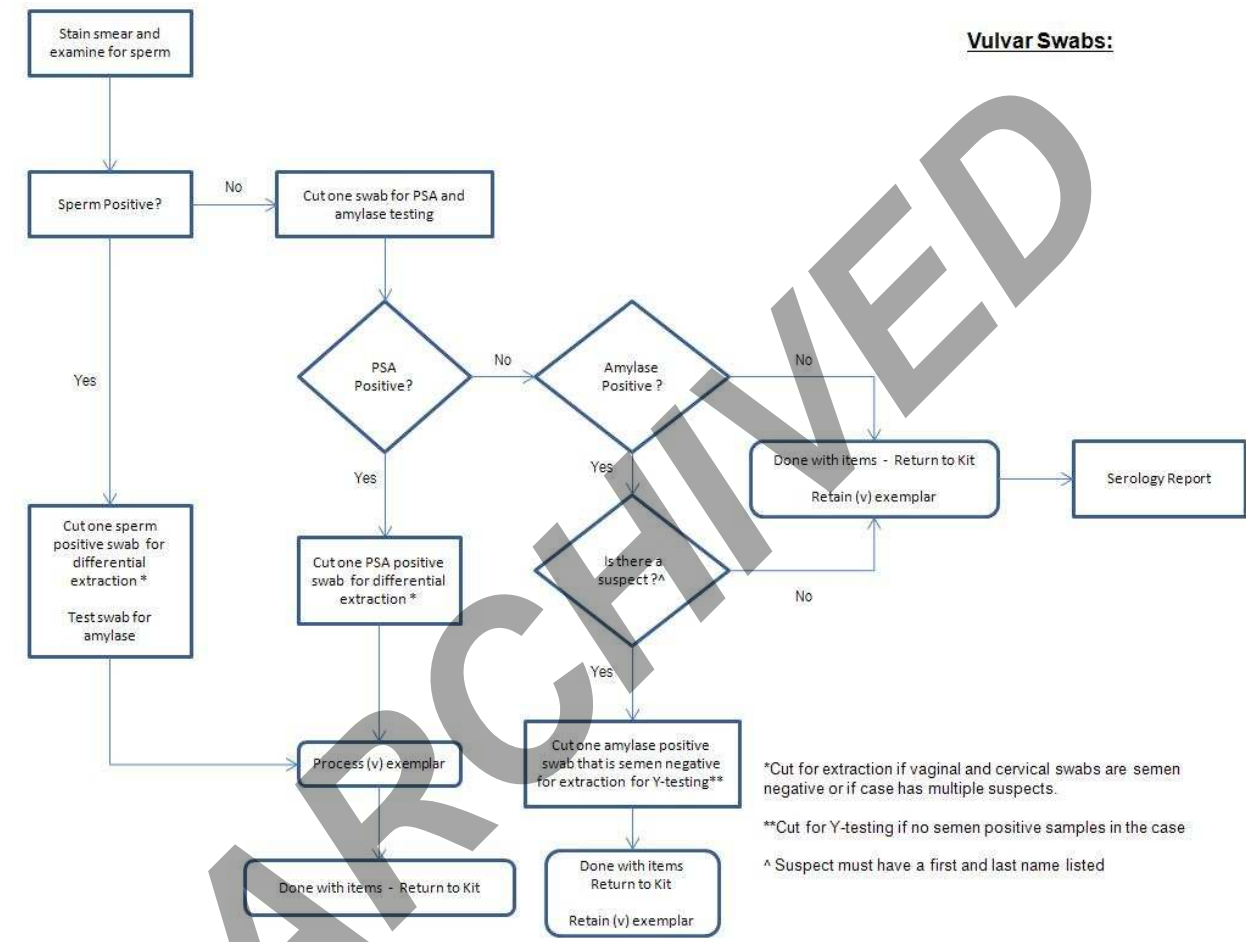 Vulvar Swabs:
Stain smear and
examine for sperm
Sperm Positive?
No
Cut one swab for PSA and
amylase testing
Yes
PSA
Positive?
No
Amylase
Positive ?
No
Yes
Yes
Done with items - Return to Kit
Retain (v) exemplar
Serology Report
Cut one sperm
positive swab for
differential
extraction *
Test swab for
amylase
Cut one PSA positive
swab for differential
extraction *
Is there a
suspect ?^
No
Yes
Process (v) exemplar
Cut one amylase positive
swab that is semen negative
for extraction for Y-testing**
*Cut for extraction if vaginal and cervical swabs are semen
negative or if case has multiple suspects.
**Cut for Y-testing if no semen positive samples in the case
^ Suspect must have a first and last name listed
Done with items - Return to Kit
Done with items
Return to Kit
Retain (v) exemplar
ARCHIVED